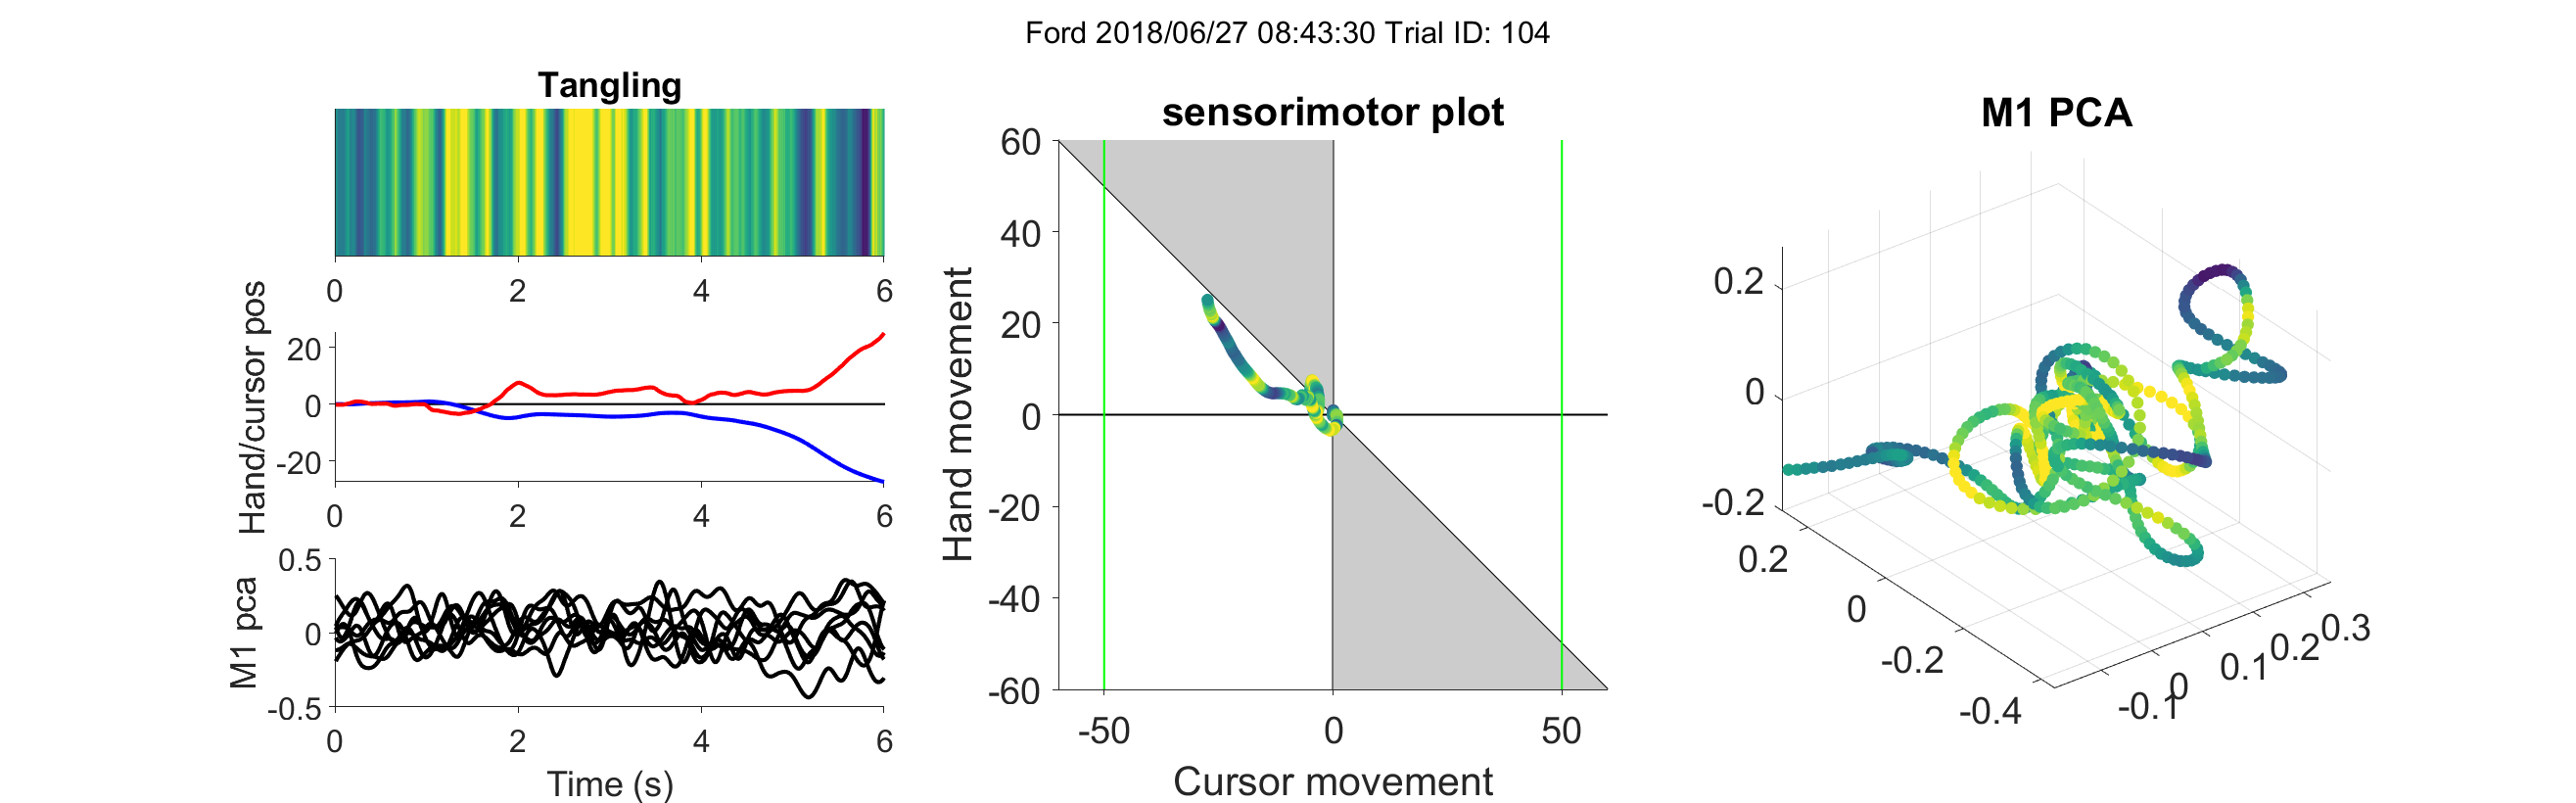 Ford 2018/06/27 08:43:30 Trial ID: 104
Tangling
0 2 4 6
Hand/cursor pos
20
0
-20
0 2 4 6
M1 pca
0.5
0
-0.5
0 2 4 6
Time (s)
sensorimotor plot
Hand movement
60
40
20
0
-20
-40
-60
-50 0 50
Cursor movement
M1 PCA
0.2
0
-0.2
0.2
0
-0.2
-0.4
-0.1
0
0.1
0.2
0.3